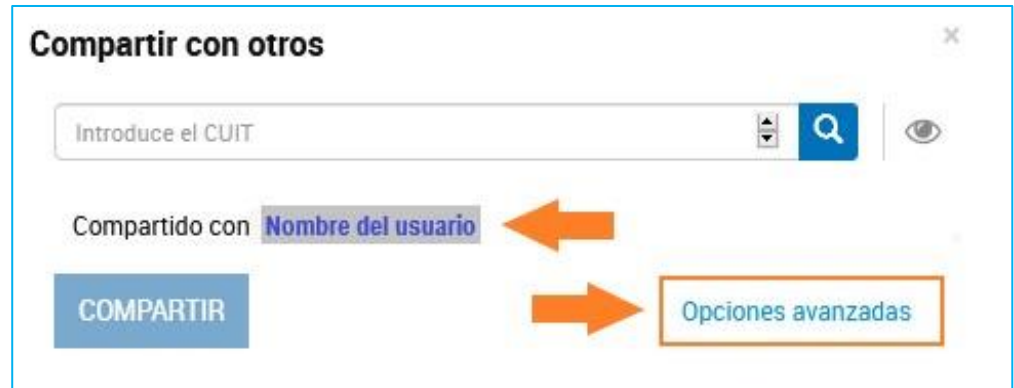 Compartir con otros
Introduce el CUIT
Compartido con Nombre del usuario
COMPARTIR
Opciones avanzadas